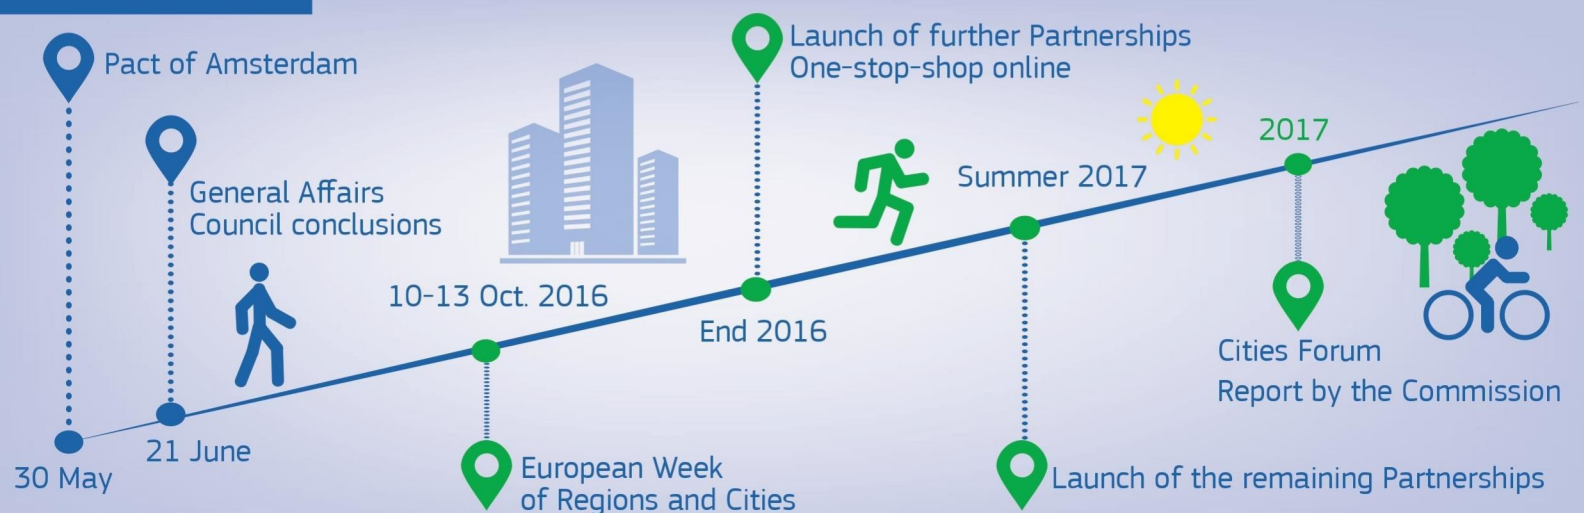 Pact of Amsterdam
30 May
General Affairs
Council conclusions
21 June
10-13 Oct. 2016
European Week
of Regions and Cities
Launch of further Partnerships
One-stop-shop online
End 2016
Summer 2017
Launch of the remaining Partnerships
2017
Cities Forum
Report by the Commission